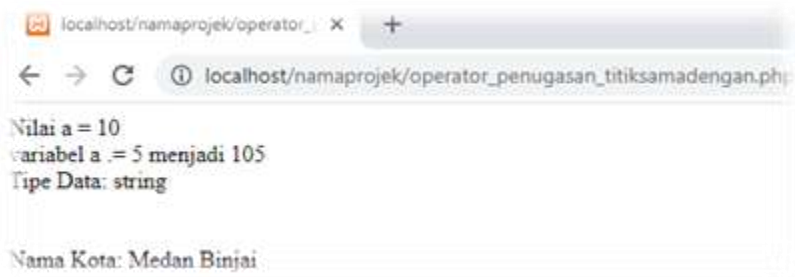 localhost/namaprojek/operator_
localhost/namaprojek/operator_penugasan_titiksamadengan.php
Nilai a = 10
variabel a .= 5 menjadi 105
Tipe Data: string
Nama Kota: Medan Binjai